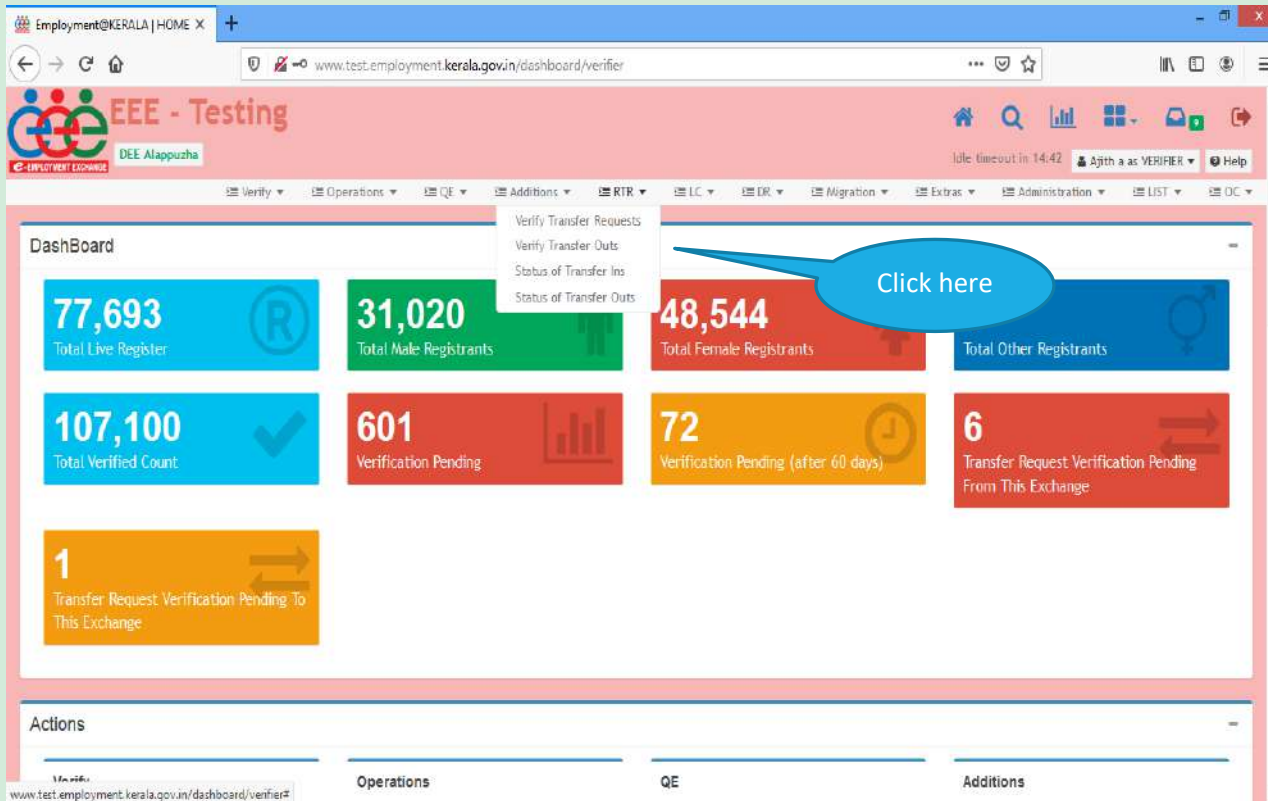 Employment@KERALA | HOME
www.test.employment.kerala.gov.in/dashboard/verifier
EEE - Testing
e-EMPLOYMENT EXCHANGE
DEE Alappuzha
9
Idle timeout in 14:42
Ajith a as VERIFIER
Help
Verify
Operations
QE
Additions
RTR
LC
DR
Migration
Extras
Administration
LIST
OC
Verify Transfer Requests
Verify Transfer Outs
Status of Transfer Ins
Status of Transfer Outs
Click here
DashBoard
77,693
Total Live Register
R
31,020
Total Male Registrants
48,544
Total Female Registrants
Total Other Registrants
107,100
Total Verified Count
601
Verification Pending
72
Verification Pending (after 60 days)
6
Transfer Request Verification Pending
From This Exchange
1
Transfer Request Verification Pending To
This Exchange
Actions
Verify
Operations
QE
Additions
www.test.employment.kerala.gov.in/dashboard/verifier#